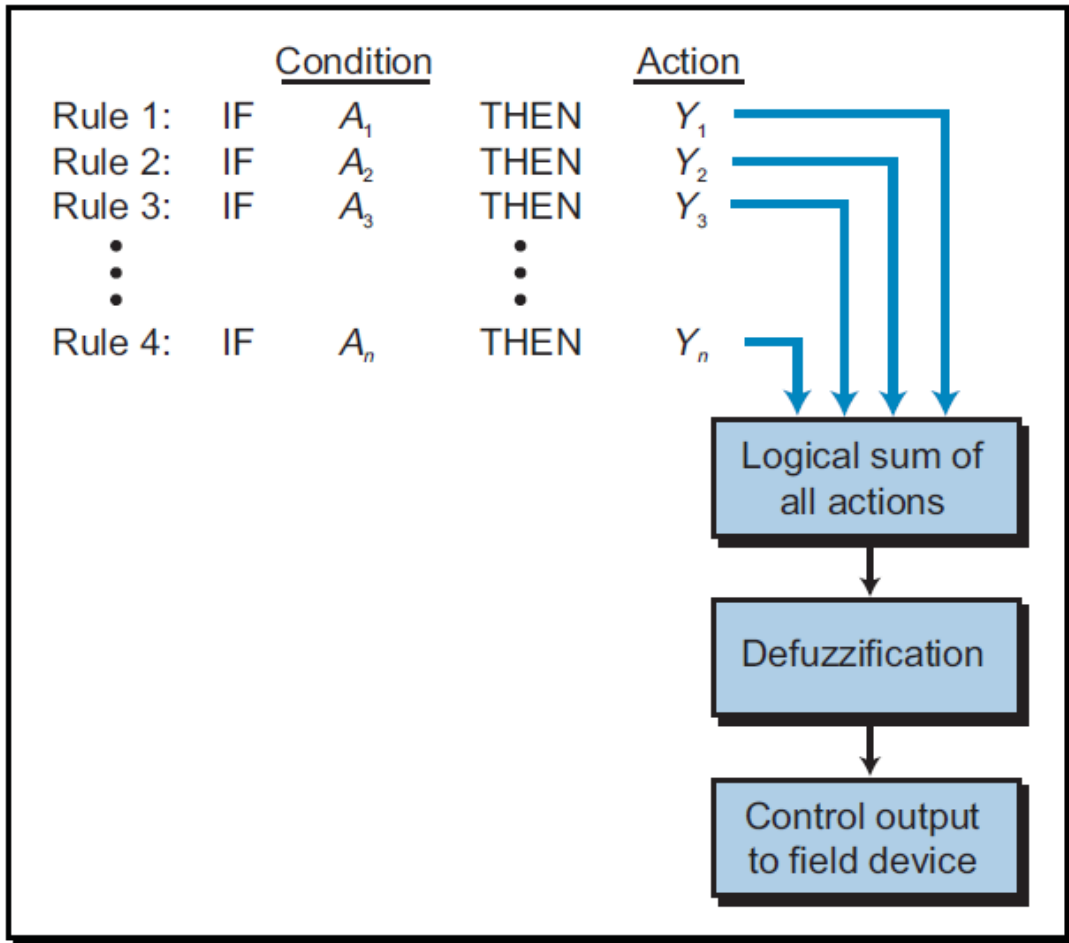 Condition Action
Rule 1: IF A₁ THEN Y₁
Rule 2: IF A₂ THEN Y₂
Rule 3: IF A₃ THEN Y₃
Rule 4: IF Aₙ THEN Yₙ
Logical sum of
all actions
Defuzzification
Control output
to field device